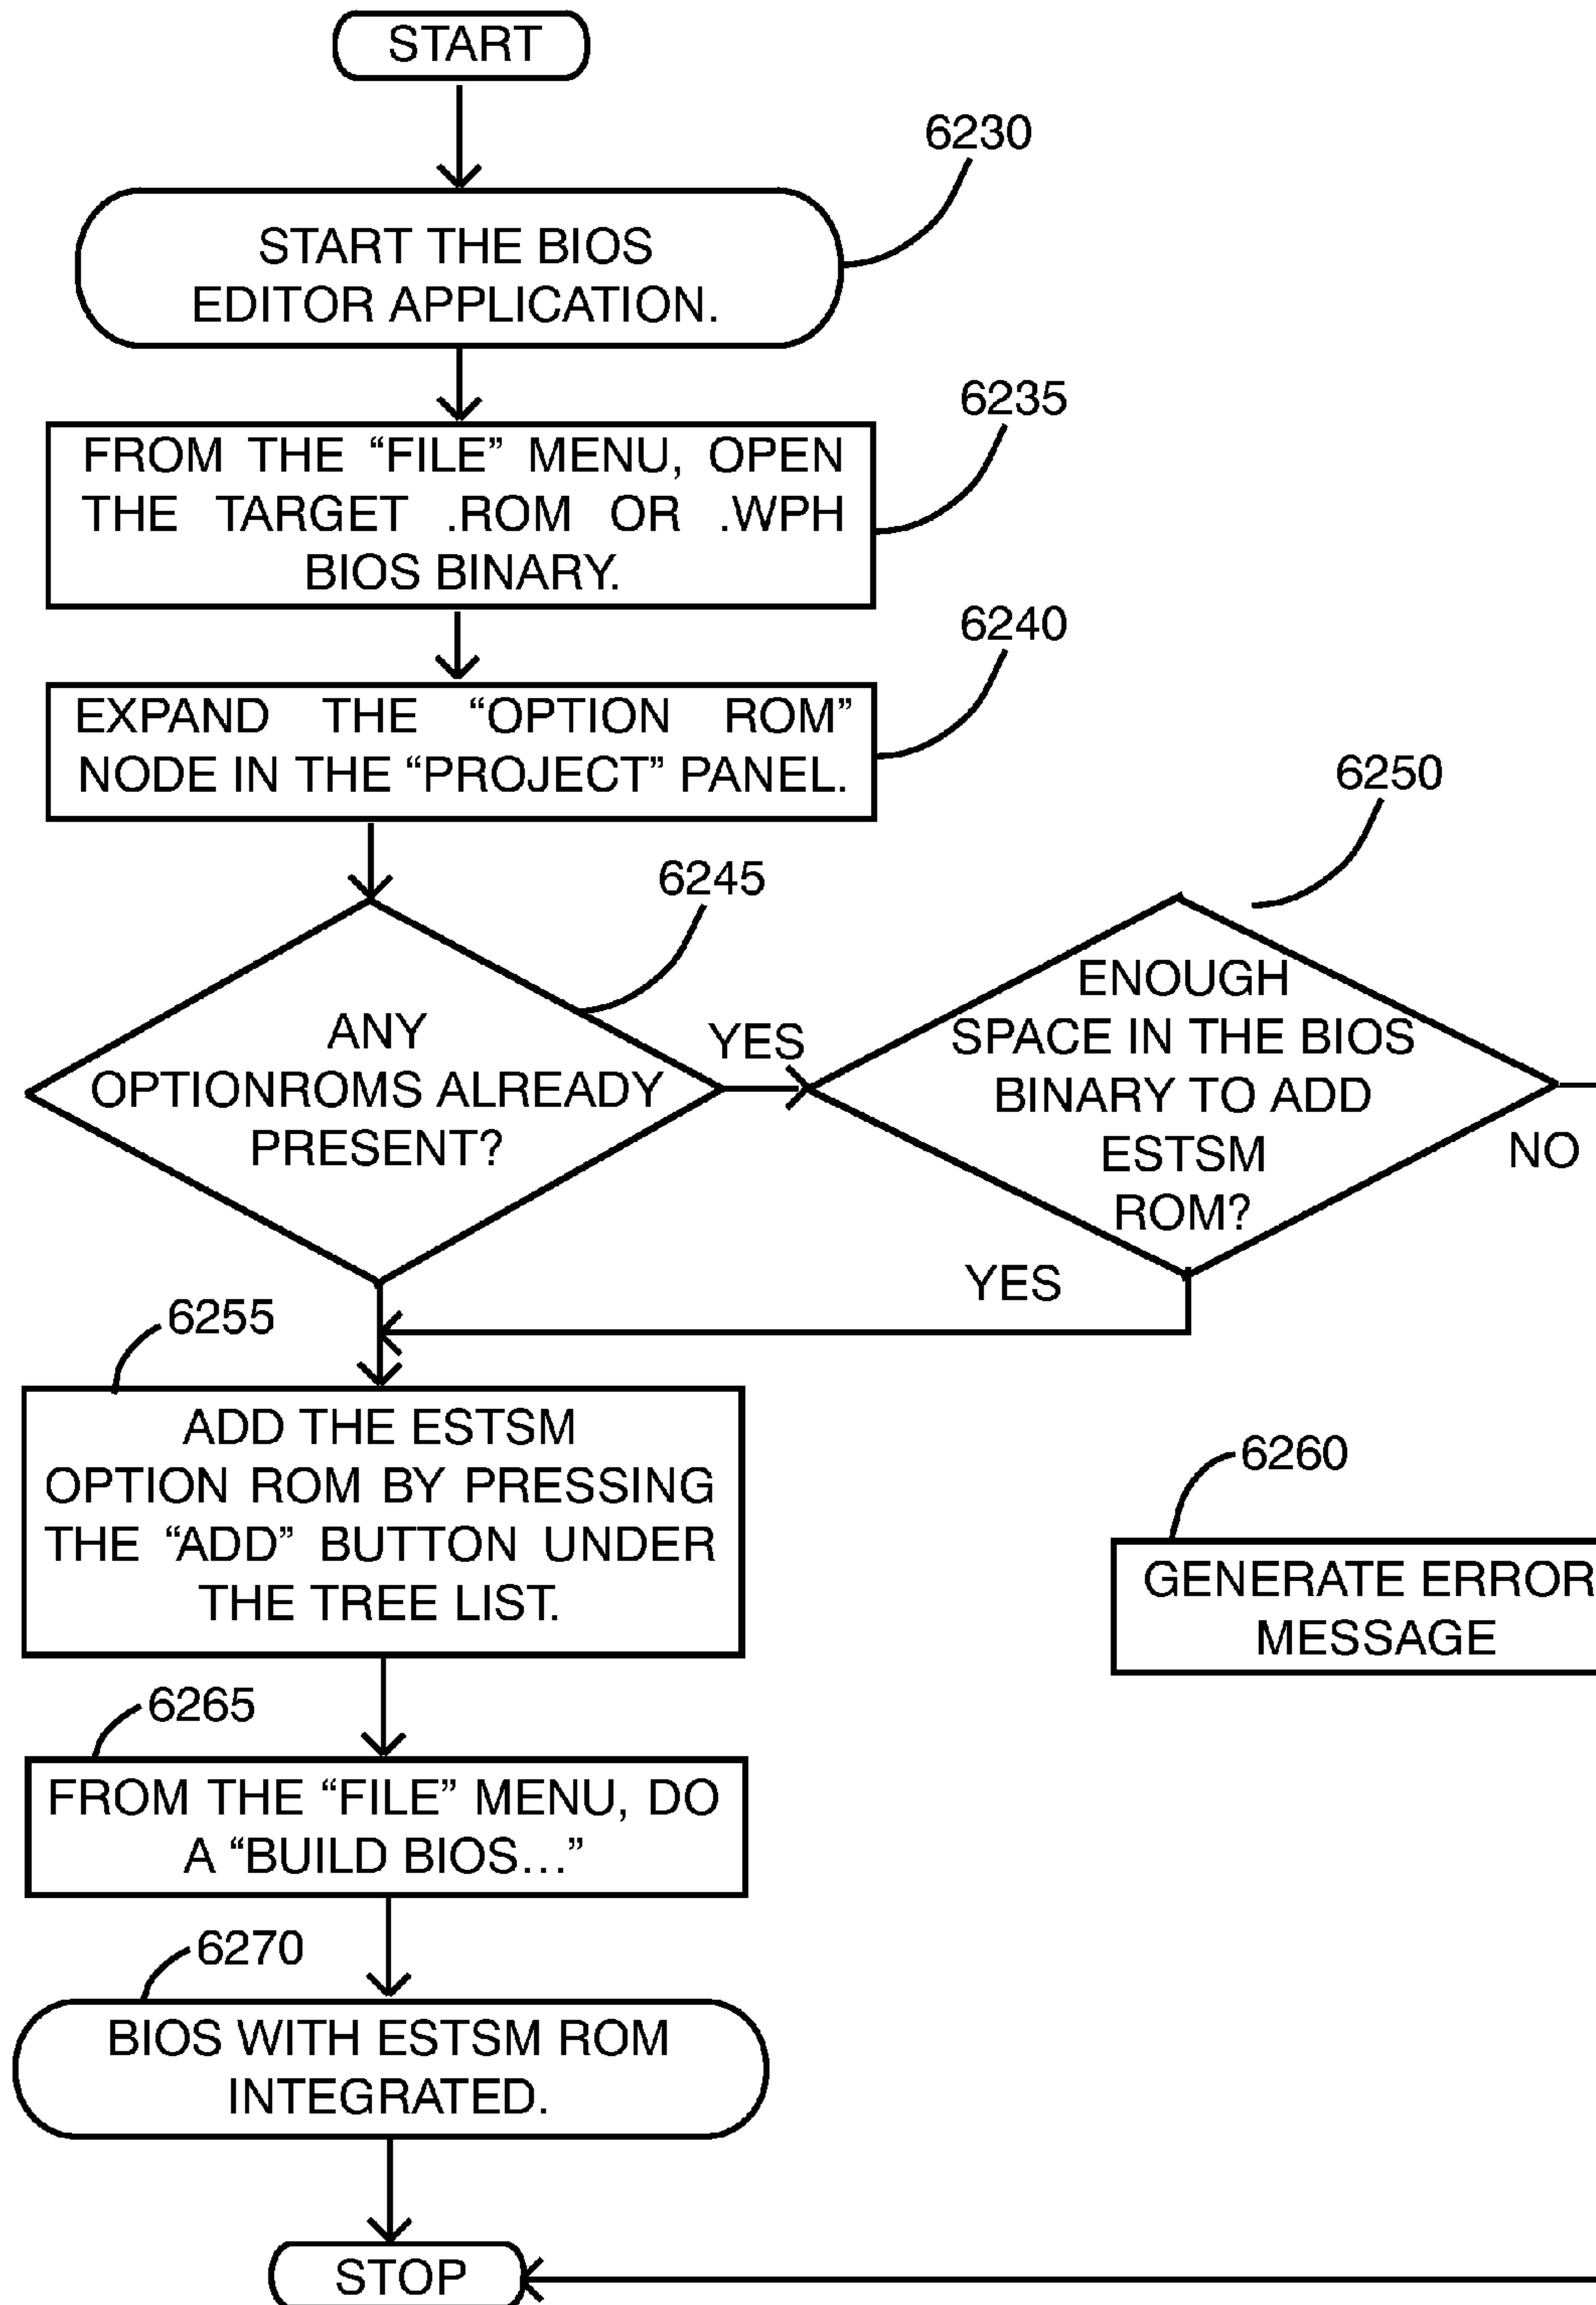 START
6230
START THE BIOS
EDITOR APPLICATION.
6235
FROM THE “FILE” MENU, OPEN
THE TARGET .ROM OR .WPH
BIOS BINARY.
6240
EXPAND THE “OPTION ROM”
NODE IN THE “PROJECT” PANEL.
6245
ANY
OPTIONROMS ALREADY
PRESENT?
YES
6250
ENOUGH
SPACE IN THE BIOS
BINARY TO ADD
ESTSM
ROM?
NO
YES
6255
ADD THE ESTSM
OPTION ROM BY PRESSING
THE “ADD” BUTTON UNDER
THE TREE LIST.
6260
GENERATE ERROR
MESSAGE
6265
FROM THE “FILE” MENU, DO
A “BUILD BIOS...”
6270
BIOS WITH ESTSM ROM
INTEGRATED.
STOP